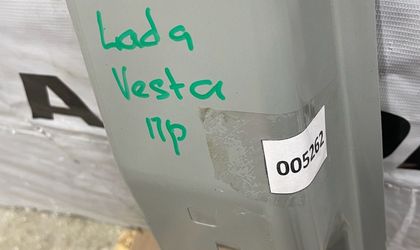 Lada
Vesta
пр
005262